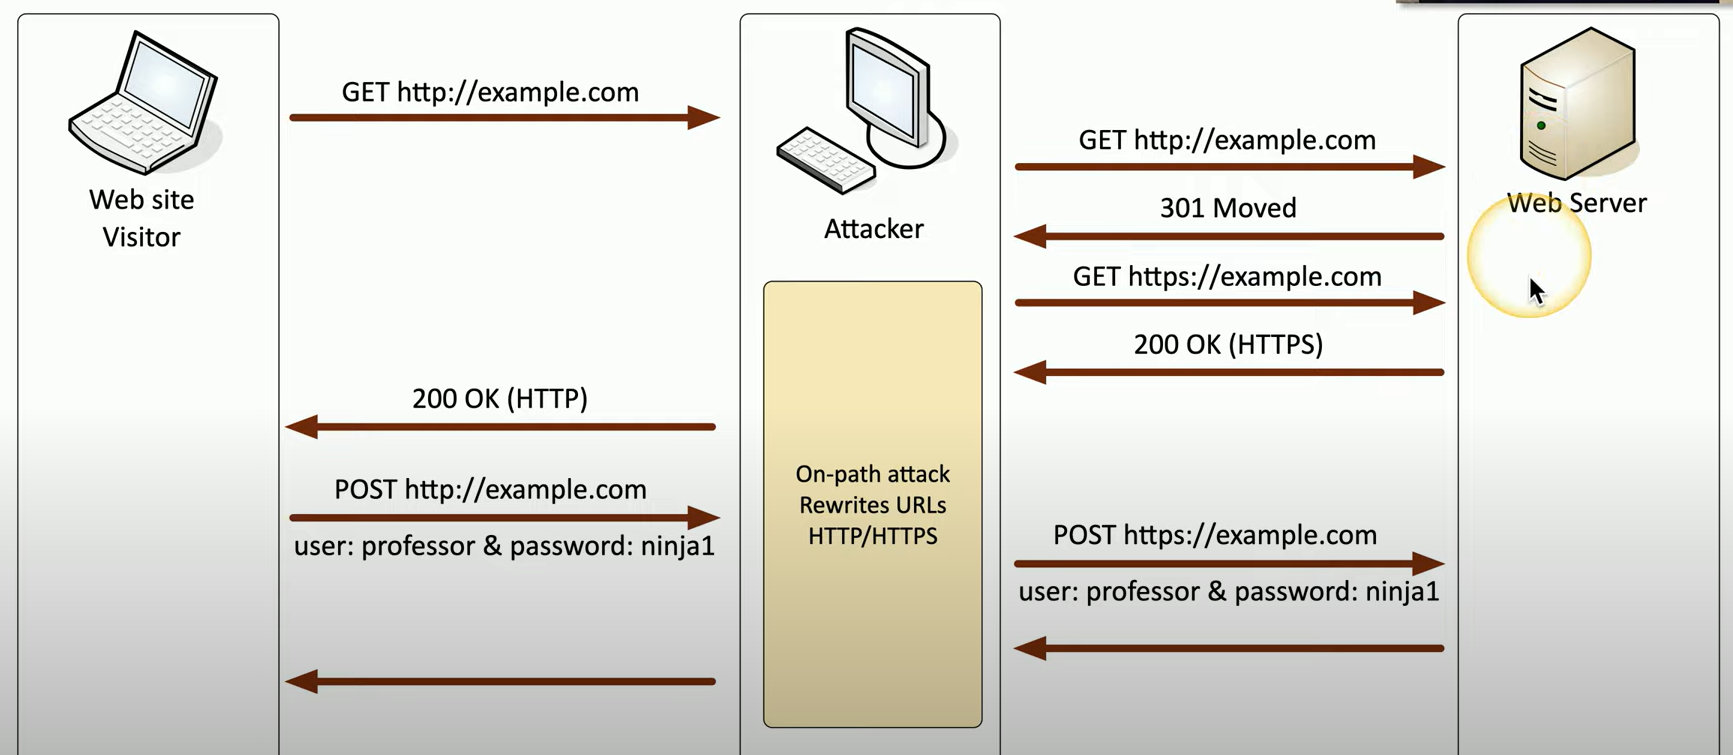 GET http://example.com
Web site
Visitor
Attacker
GET http://example.com
Web Server
301 Moved
GET https://example.com
200 OK (HTTPS)
200 OK (HTTP)
On-path attack
Rewrites URLs
HTTP/HTTPS
POST http://example.com
user: professor & password: ninja1
POST https://example.com
user: professor & password: ninja1